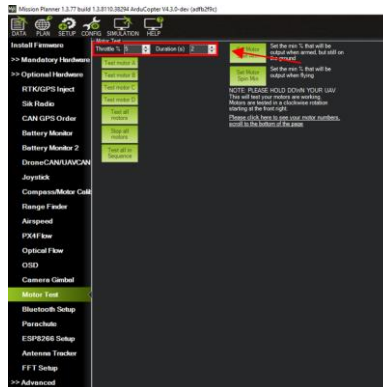 Mission Planner 1.3.77 build 1.3.8110.38294 ArduCopter V4.3.0-dev (adfb2f9c)
DATA PLAN SETUP CONFIG SIMULATION HELP
Install Firmware
>> Mandatory Hardware
>> Optional Hardware
RTK/GPS Inject
Sik Radio
CAN GPS Order
Battery Monitor
Battery Monitor 2
DroneCAN/UAVCAN
Joystick
Compass/Motor Calib
Range Finder
Airspeed
PX4Flow
Optical Flow
OSD
Camera Gimbal
Motor Test
Bluetooth Setup
Parachute
ESP8266 Setup
Antenna Tracker
FFT Setup
>> Advanced
Motor Test
Throttle % 5 Duration (s) 2
Test motor A
Test motor B
Test motor C
Test motor D
Test all
motors
Stop all
motors
Test all in
Sequence
Set Motor
Set the min % that will be
output when armed, but still on
the ground
Set Motor
Spin Min
Set the min % that will be
output when flying
NOTE: PLEASE HOLD DOWN YOUR UAV
This will test your motors are working.
Motors are tested in a clockwise rotation
starting at the front right.
Please click here to see your motor numbers,
scroll to the bottom of the page